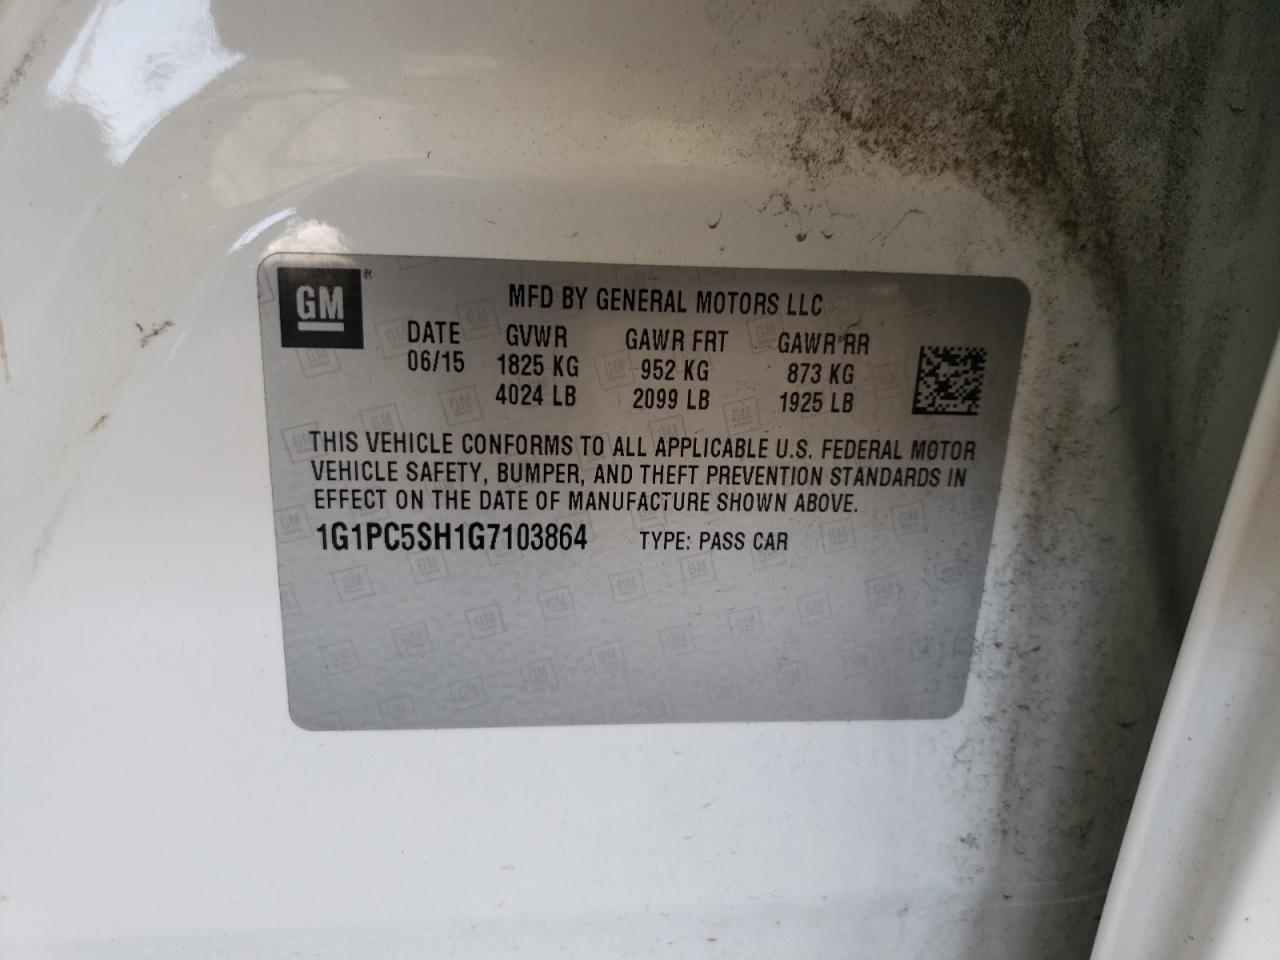 GM ®
MFD BY GENERAL MOTORS LLC
DATE GVWR GAWR FRT GAWR RR
06/15 1825 KG 952 KG 873 KG
4024 LB 2099 LB 1925 LB
THIS VEHICLE CONFORMS TO ALL APPLICABLE U.S. FEDERAL MOTOR
VEHICLE SAFETY, BUMPER, AND THEFT PREVENTION STANDARDS IN
EFFECT ON THE DATE OF MANUFACTURE SHOWN ABOVE.
1G1PC5SH1G7103864 TYPE: PASS CAR